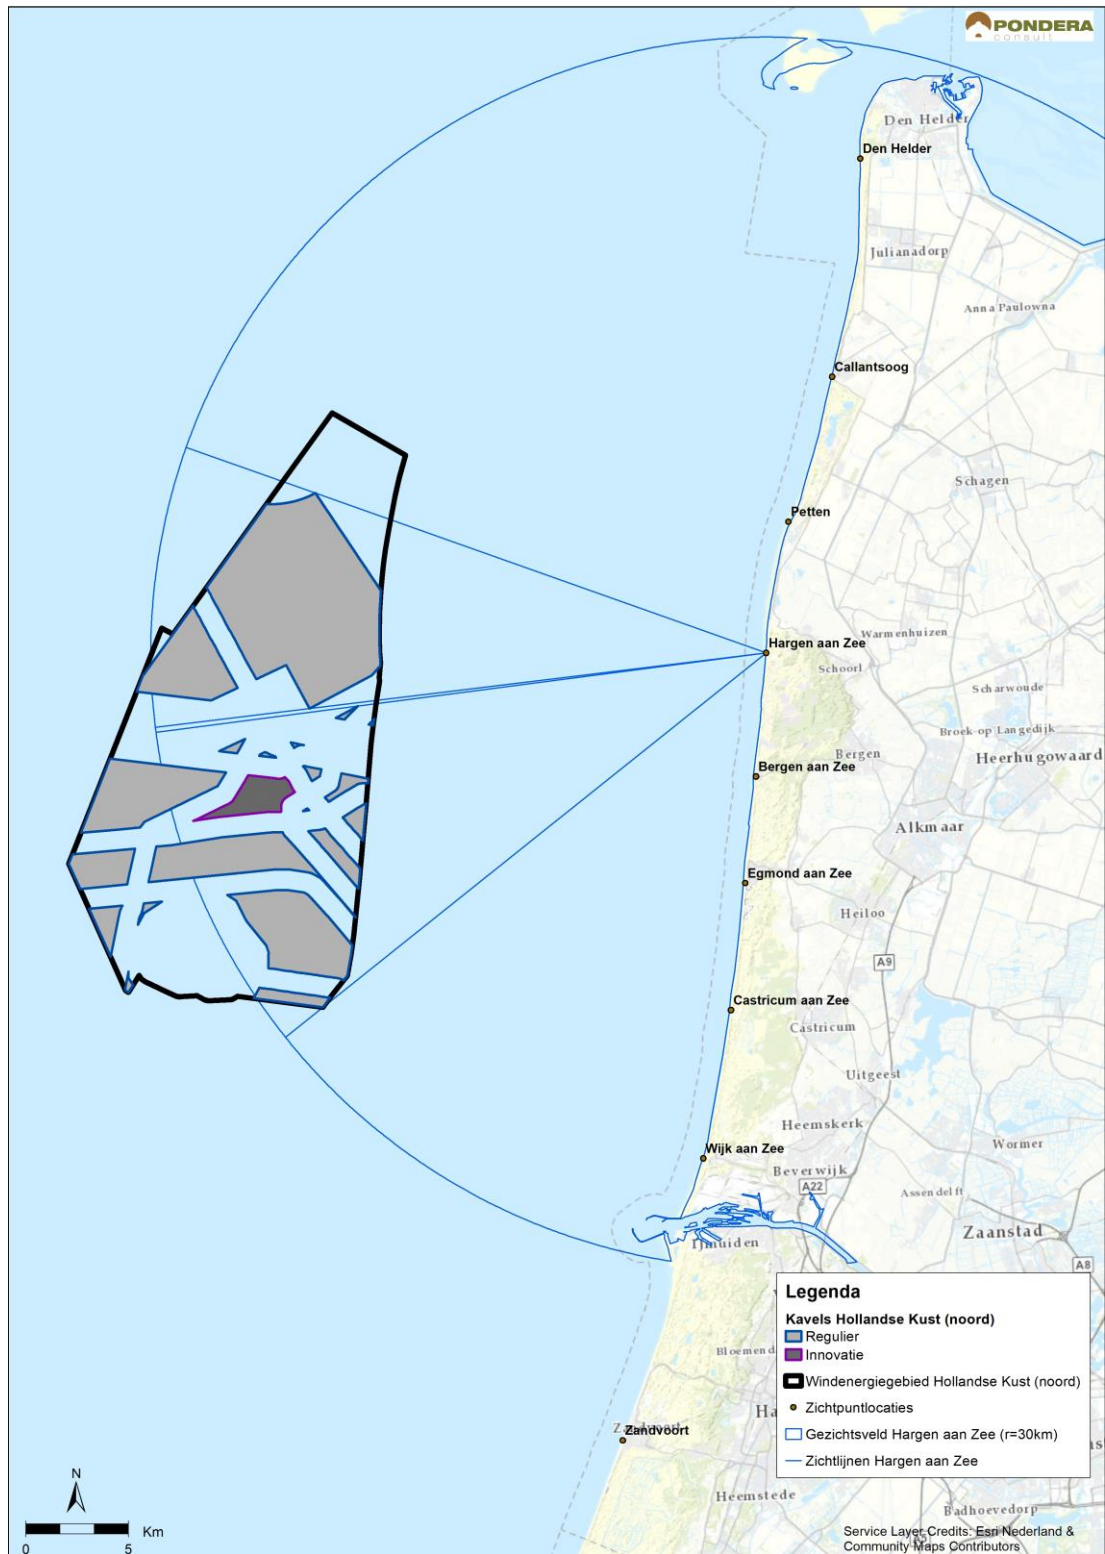 PONDERA
consult
Den Helder
Den Helder
Julianadorp
Anna Paulowna
Callantsoog
Schagen
Petten
Warmenhuizen
Hargen aan Zee
Schoorl
Scharwoude
Broek op Langedijk
Bergen
Heerhugowaard
Bergen aan Zee
Alkmaar
Egmond aan Zee
Heiloo
A9
Castricum aan Zee
Castricum
Uitgeest
Heemskerk
Wormer
Wijk aan Zee
Beverwijk
A22
Assendelft
Zaanstad
IJmuiden
A8
Legenda
Kavels Hollandse Kust (noord)
Regulier
Innovatie
Windenergiegebied Hollandse Kust (noord)
Zichtpuntlocaties
Gezichtsveld Hargen aan Zee (r=30km)
Zichtlijnen Hargen aan Zee
Zandvoort
Zandvoort
Heemstede
Badhoevedorp
N
Km
0 5
Service Layer Credits: Esri Nederland &
Community Maps Contributors